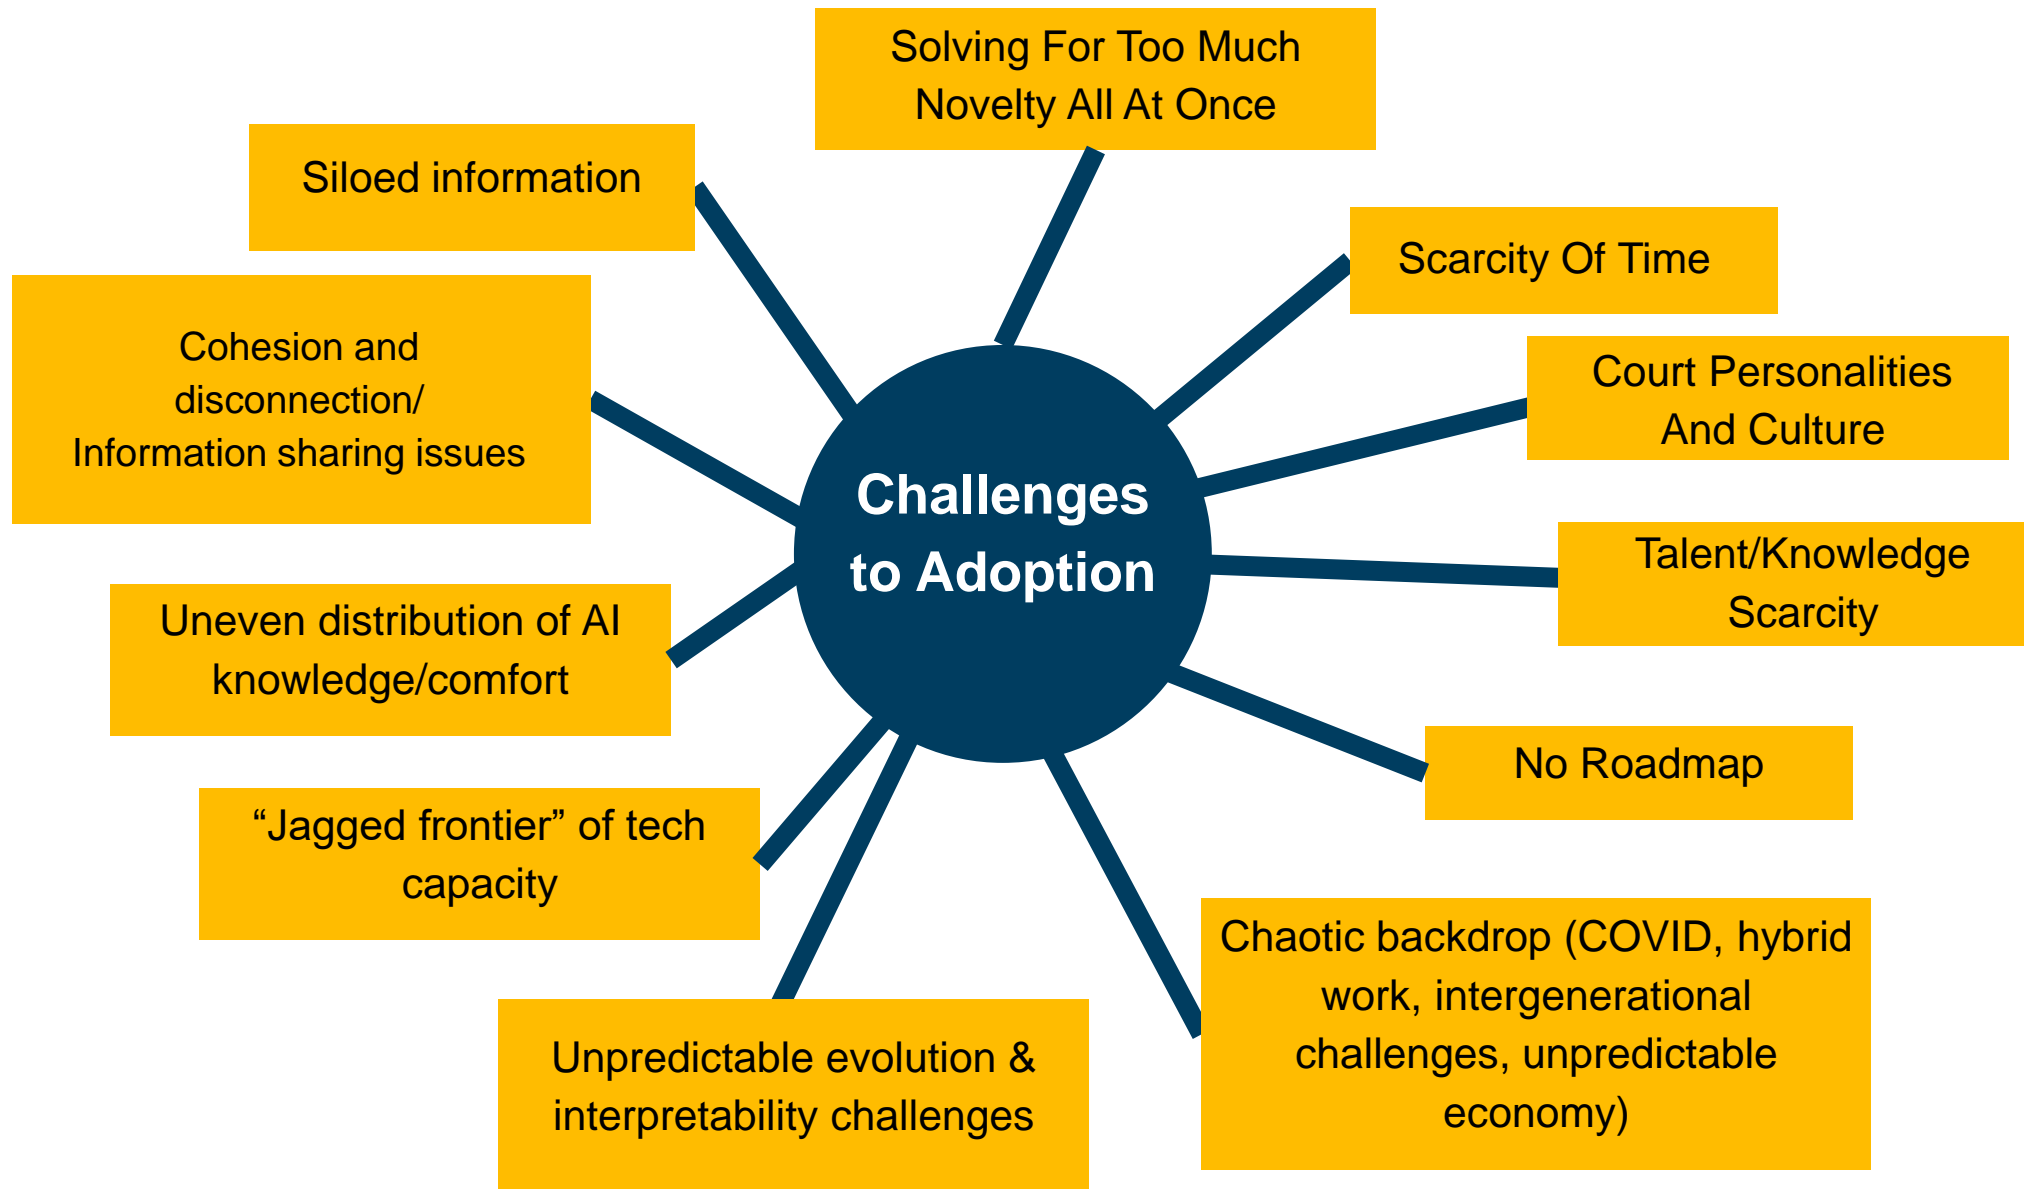 Solving For Too Much
Novelty All At Once
Siloed information
Scarcity Of Time
Cohesion and
disconnection/
Information sharing issues
Court Personalities
And Culture
Challenges
to Adoption
Talent/Knowledge
Scarcity
Uneven distribution of AI
knowledge/comfort
No Roadmap
“Jagged frontier” of tech
capacity
Chaotic backdrop (COVID, hybrid
work, intergenerational
challenges, unpredictable
economy)
Unpredictable evolution &
interpretability challenges